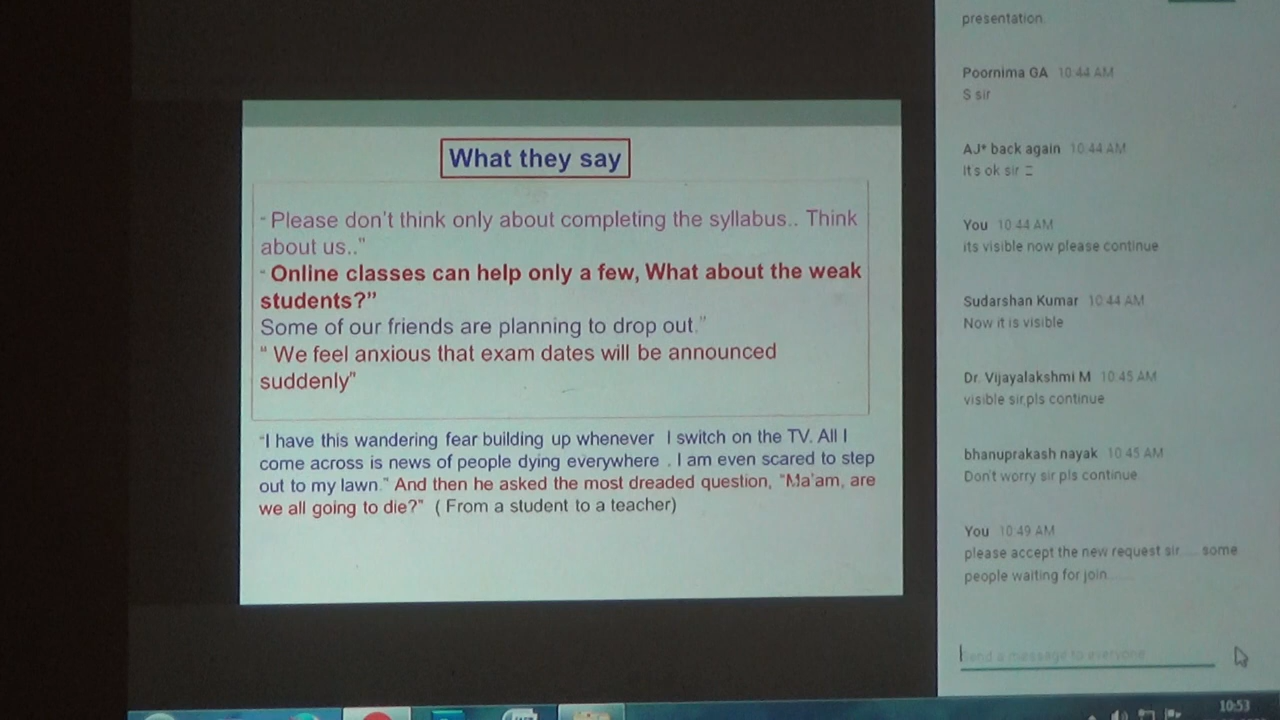 What they say
- Please don't think only about completing the syllabus.. Think
about us.."
- Online classes can help only a few, What about the weak
students?"
Some of our friends are planning to drop out."
" We feel anxious that exam dates will be announced
suddenly"
"I have this wandering fear building up whenever I switch on the TV. All I
come across is news of people dying everywhere . I am even scared to step
out to my lawn." And then he asked the most dreaded question, "Ma'am, are
we all going to die?" ( From a student to a teacher)
presentation.
Poornima GA 10:44 AM
S sir
AJ* back again 10:44 AM
It's ok sir
You 10:44 AM
its visible now please continue
Sudarshan Kumar 10:44 AM
Now it is visible
Dr. Vijayalakshmi M 10:45 AM
visible sir,pls continue
bhanuprakash nayak 10:45 AM
Don't worry sir pls continue
You 10:49 AM
please accept the new request sir.... some
people waiting for join......
Send a message to everyone
10:53